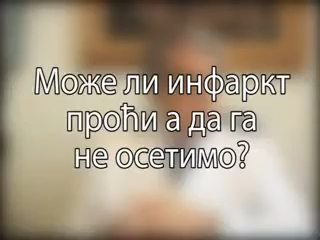 Може ли инфаркт
проћи а да га
не осетимо?